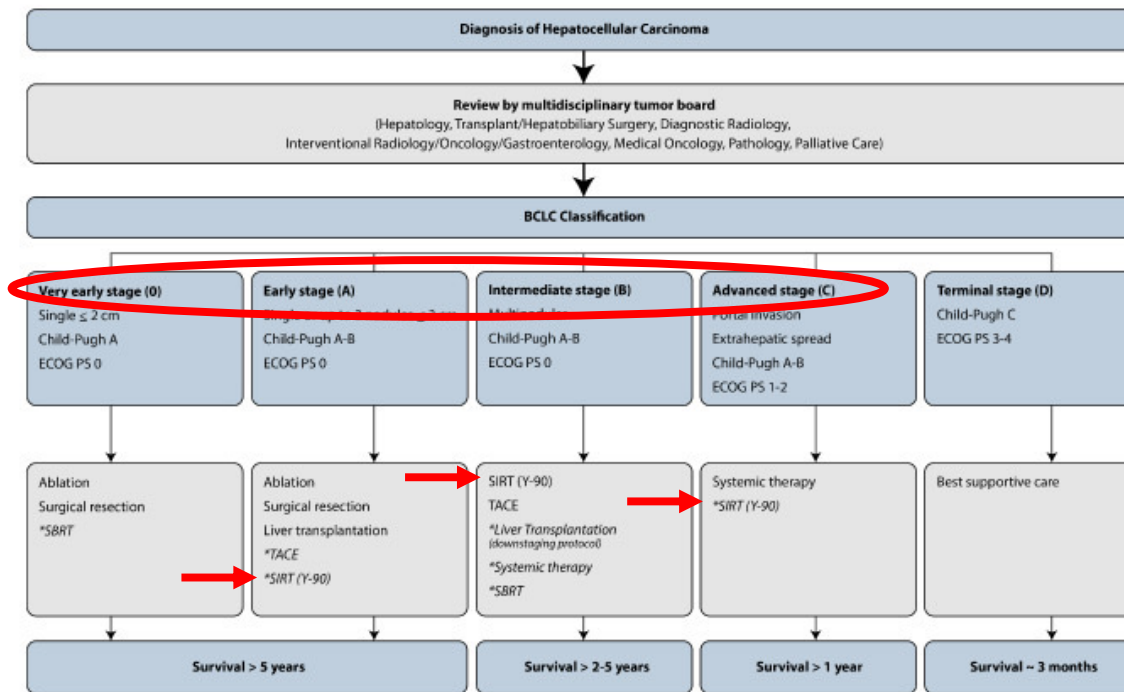 Diagnosis of Hepatocellular Carcinoma
Review by multidisciplinary tumor board
(Hepatology, Transplant/Hepatobiliary Surgery, Diagnostic Radiology,
Interventional Radiology/Oncology/Gastroenterology, Medical Oncology, Pathology, Palliative Care)
BCLC Classification
Very early stage (0)
Single ≤ 2 cm
Child-Pugh A
ECOG PS 0
Early stage (A)
Single
Child-Pugh A-B
ECOG PS 0
Intermediate stage (B)
Child-Pugh A-B
ECOG PS 0
Advanced stage (C)
Portal invasion
Extrahepatic spread
Child-Pugh A-B
ECOG PS 1-2
Terminal stage (D)
Child-Pugh C
ECOG PS 3-4
Ablation
Surgical resection
*SBRT
Ablation
Surgical resection
Liver transplantation
*TACE
*SIRT (Y-90)
SIRT (Y-90)
TACE
*Liver Transplantation
(downstaging protocol)
*Systemic therapy
*SBRT
Systemic therapy
*SIRT (Y-90)
Best supportive care
Survival > 5 years
Survival > 2-5 years
Survival > 1 year
Survival ~ 3 months